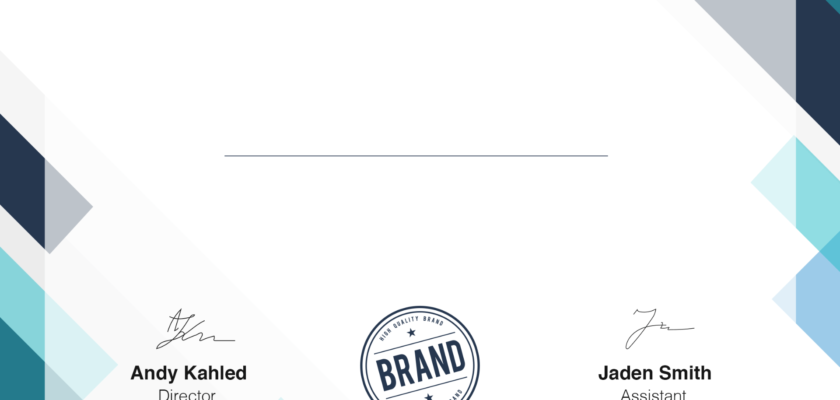 HIGH QUALITY BRAND
BRAND
Andy Kahled
Jaden Smith
Director
Assistant